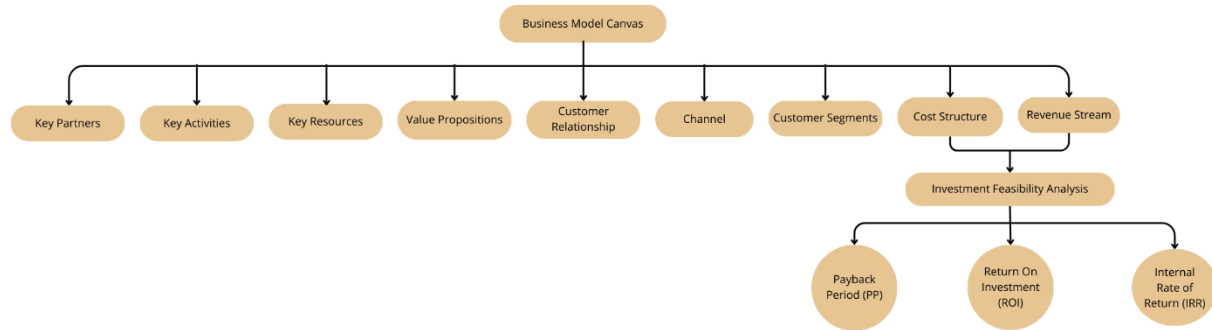 Business Model Canvas
Key Partners
Key Activities
Key Resources
Value Propositions
Customer
Relationship
Channel
Customer Segments
Cost Structure
Revenue Stream
Investment Feasibility Analysis
Payback
Period (PP)
Return On
Investment
(ROI)
Internal
Rate of
Return (IRR)